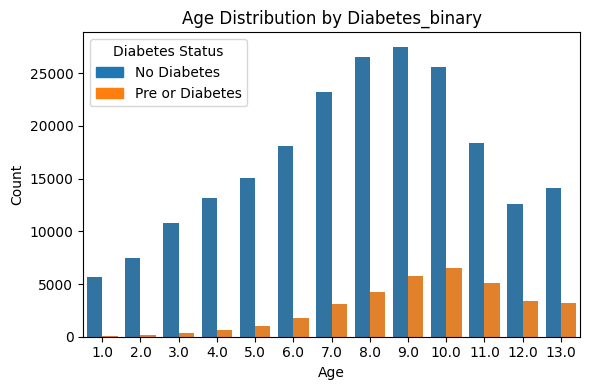 Age Distribution by Diabetes_binary
Diabetes Status
No Diabetes
Pre or Diabetes
Count
25000
20000
15000
10000
5000
0
1.0 2.0 3.0 4.0 5.0 6.0 7.0 8.0 9.0 10.0 11.0 12.0 13.0
Age